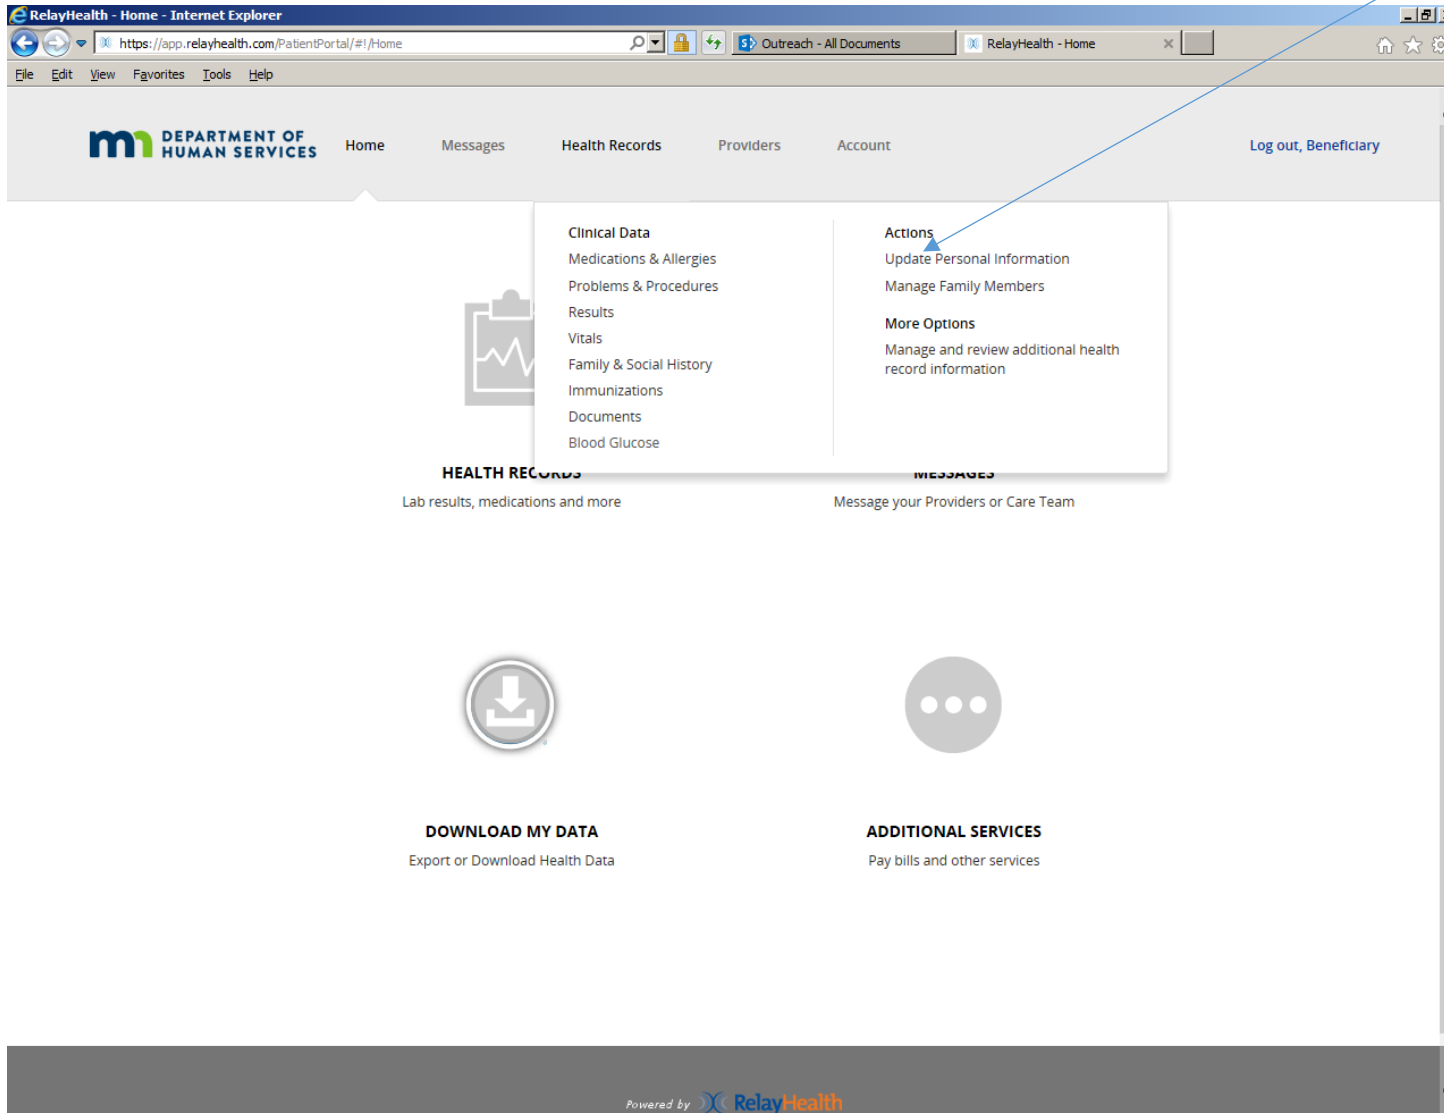 RelayHealth - Home - Internet Explorer
https://app.relayhealth.com/PatientPortal/#!/Home
Outreach - All Documents
RelayHealth - Home
File Edit View Favorites Tools Help
DEPARTMENT OF
HUMAN SERVICES
Home Messages Health Records Providers Account
Log out, Beneficiary
Clinical Data
Medications & Allergies
Problems & Procedures
Results
Vitals
Family & Social History
Immunizations
Documents
Blood Glucose
Actions
Update Personal Information
Manage Family Members
More Options
Manage and review additional health
record information
HEALTH RECORDS
Lab results, medications and more
MESSAGES
Message your Providers or Care Team
DOWNLOAD MY DATA
Export or Download Health Data
ADDITIONAL SERVICES
Pay bills and other services
Powered by RelayHealth